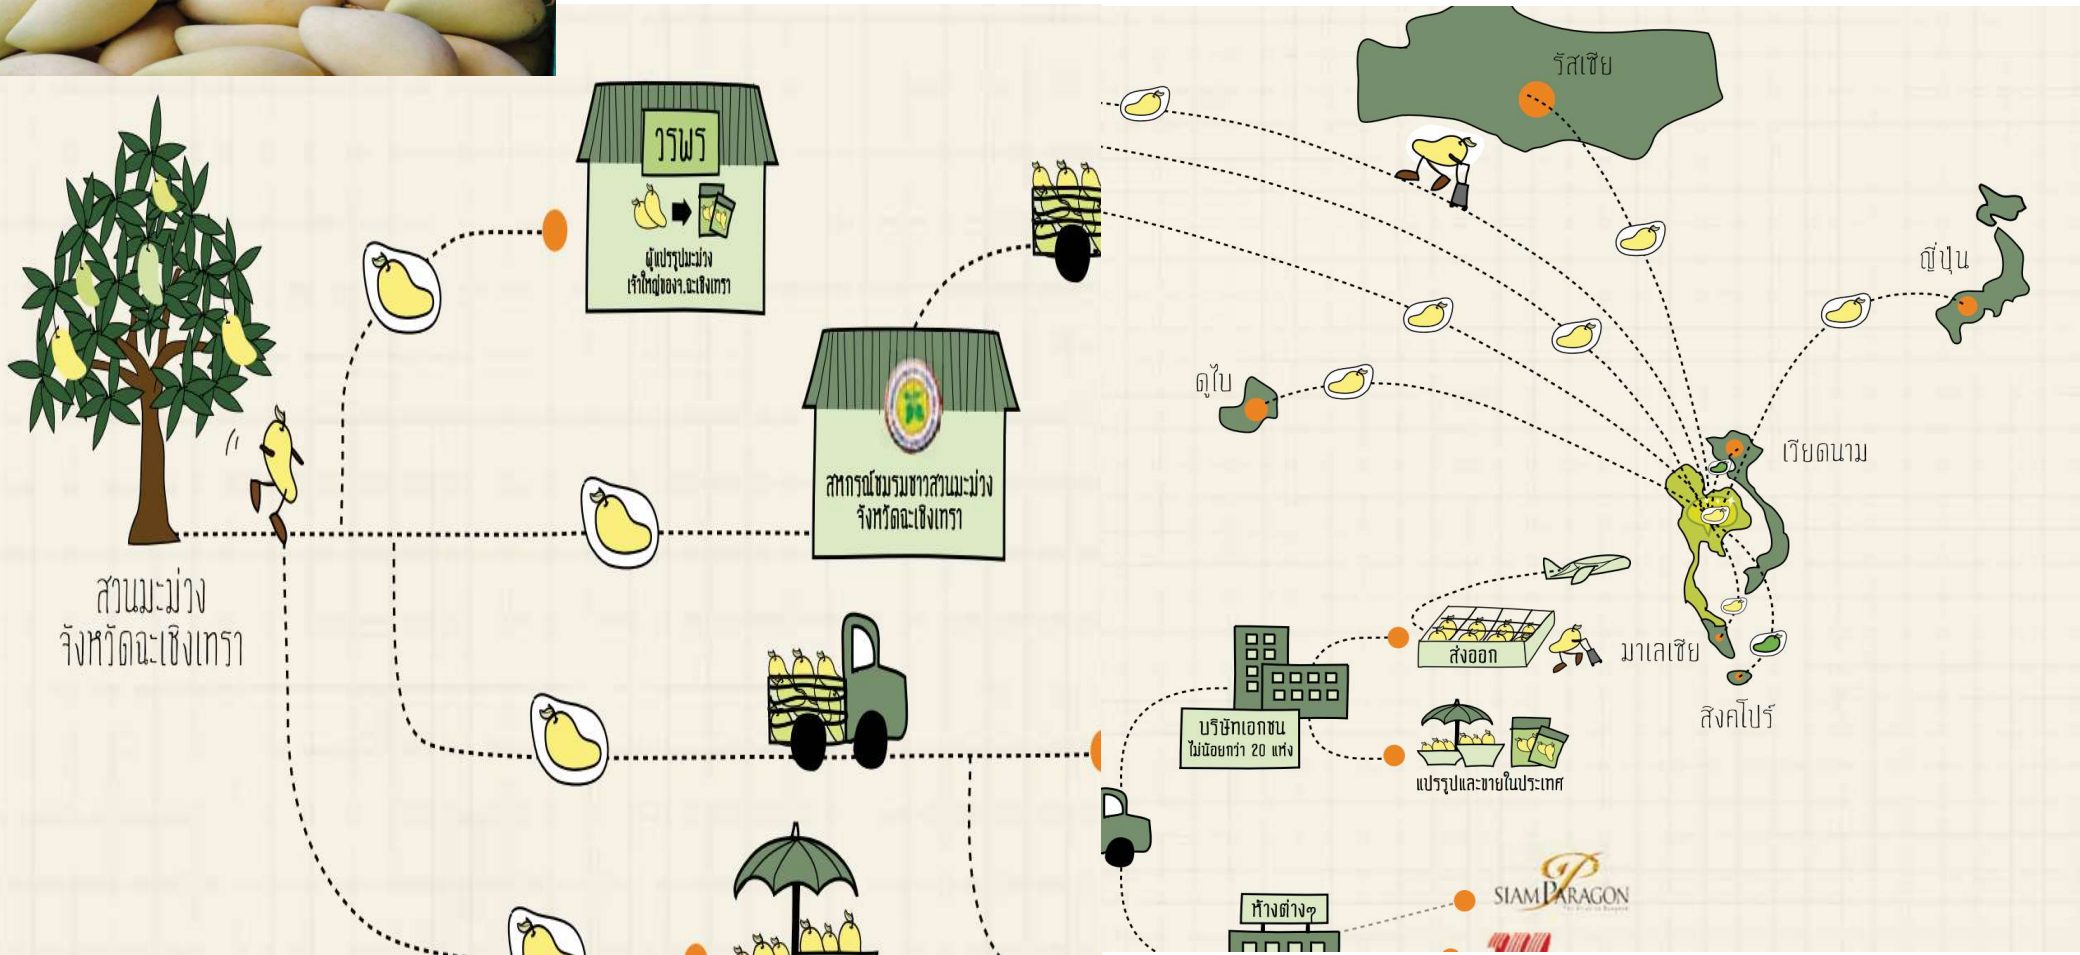 วรพร
ผู้แปรรูปมะม่วง
เจ้าใหญ่ของจ.ฉะเชิงเทรา
สหกรณ์ชมรมชาวสวนมะม่วง
จังหวัดฉะเชิงเทรา
สวนมะม่วง
จังหวัดฉะเชิงเทรา
รัสเซีย
ญี่ปุ่น
ดูไบ
เวียดนาม
ส่งออก
มาเลเซีย
สิงคโปร์
บริษัทเอกชน
ไม่น้อยกว่า 20 แห่ง
แปรรูปและขายในประเทศ
SIAM PARAGON
ห้างต่างๆ